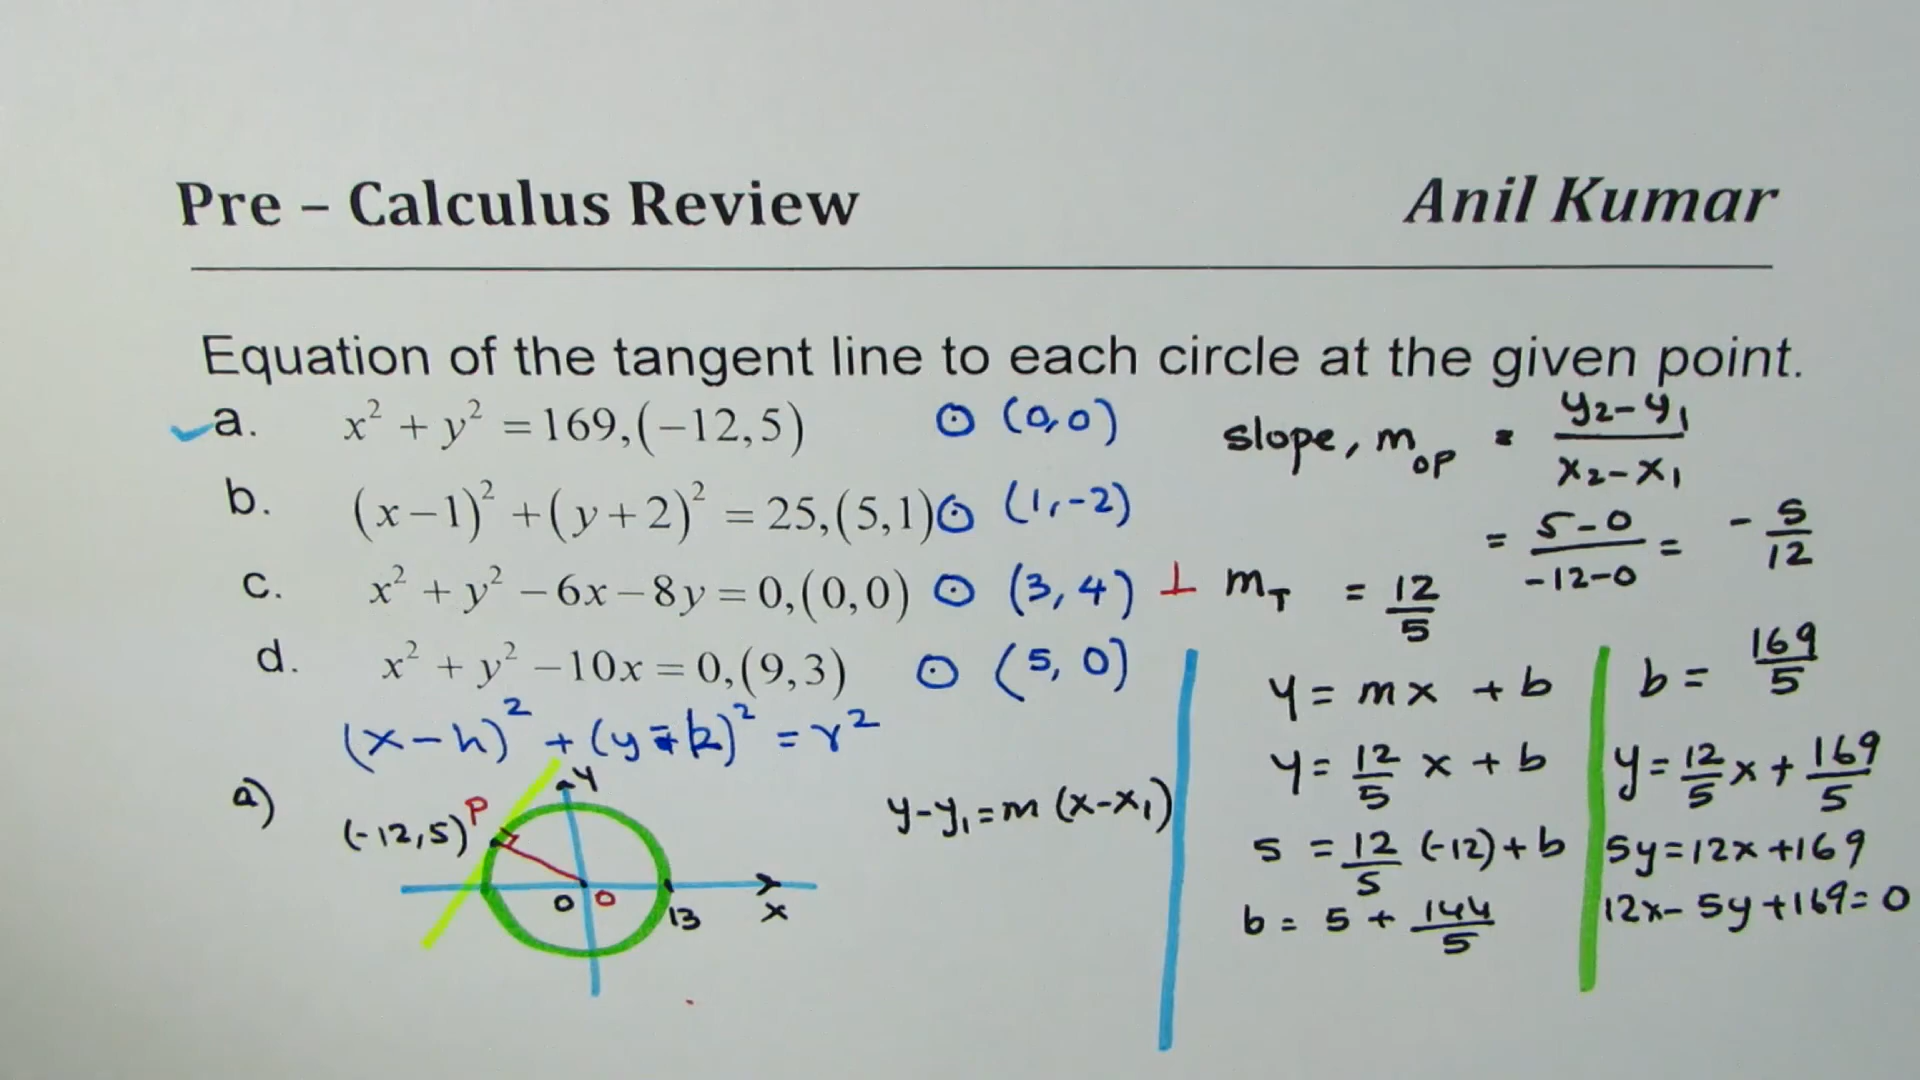 Pre – Calculus Review
Anil Kumar
Equation of the tangent line to each circle at the given point.
a. x² + y² = 169, (−12, 5) ⊙ (0, 0)
b. (x−1)² + (y+2)² = 25, (5, 1) ⊙ (1, −2)
c. x² + y² − 6x − 8y = 0, (0, 0) ⊙ (3, 4)
d. x² + y² − 10x = 0, (9, 3) ⊙ (5, 0)
(x−h)² + (y−k)² = r²
a)
(−12, 5) P
Y
O O
13
X
y−y₁ = m (x−x₁)
slope, m_OP = (y₂−y₁)/(x₂−x₁)
= (5−0)/(−12−0) = −5/12
⊥ m_T = 12/5
y = mx + b
y = 12/5 x + b
5 = 12/5 (−12) + b
b = 5 + 144/5
b = 169/5
y = 12/5 x + 169/5
5y = 12x + 169
12x − 5y + 169 = 0